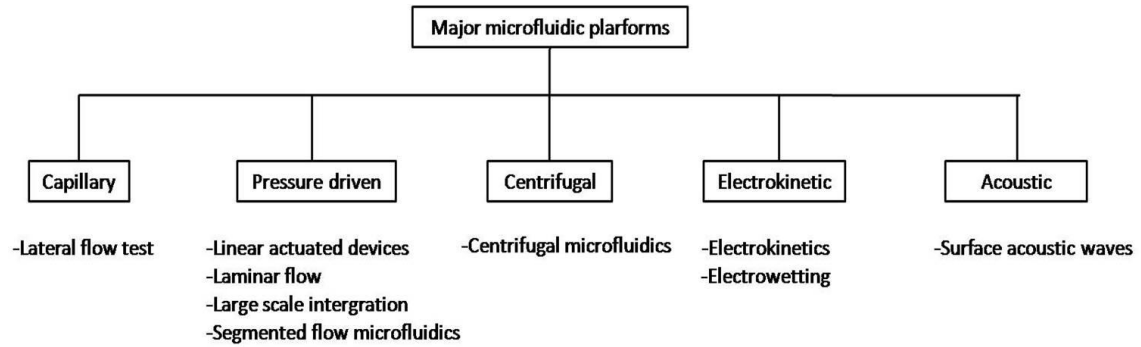 Major microfluidic plarforms
Capillary
Pressure driven
Centrifugal
Electrokinetic
Acoustic
-Lateral flow test
-Linear actuated devices
-Laminar flow
-Large scale intergration
-Segmented flow microfluidics
-Centrifugal microfluidics
-Electrokinetics
-Electrowetting
-Surface acoustic waves